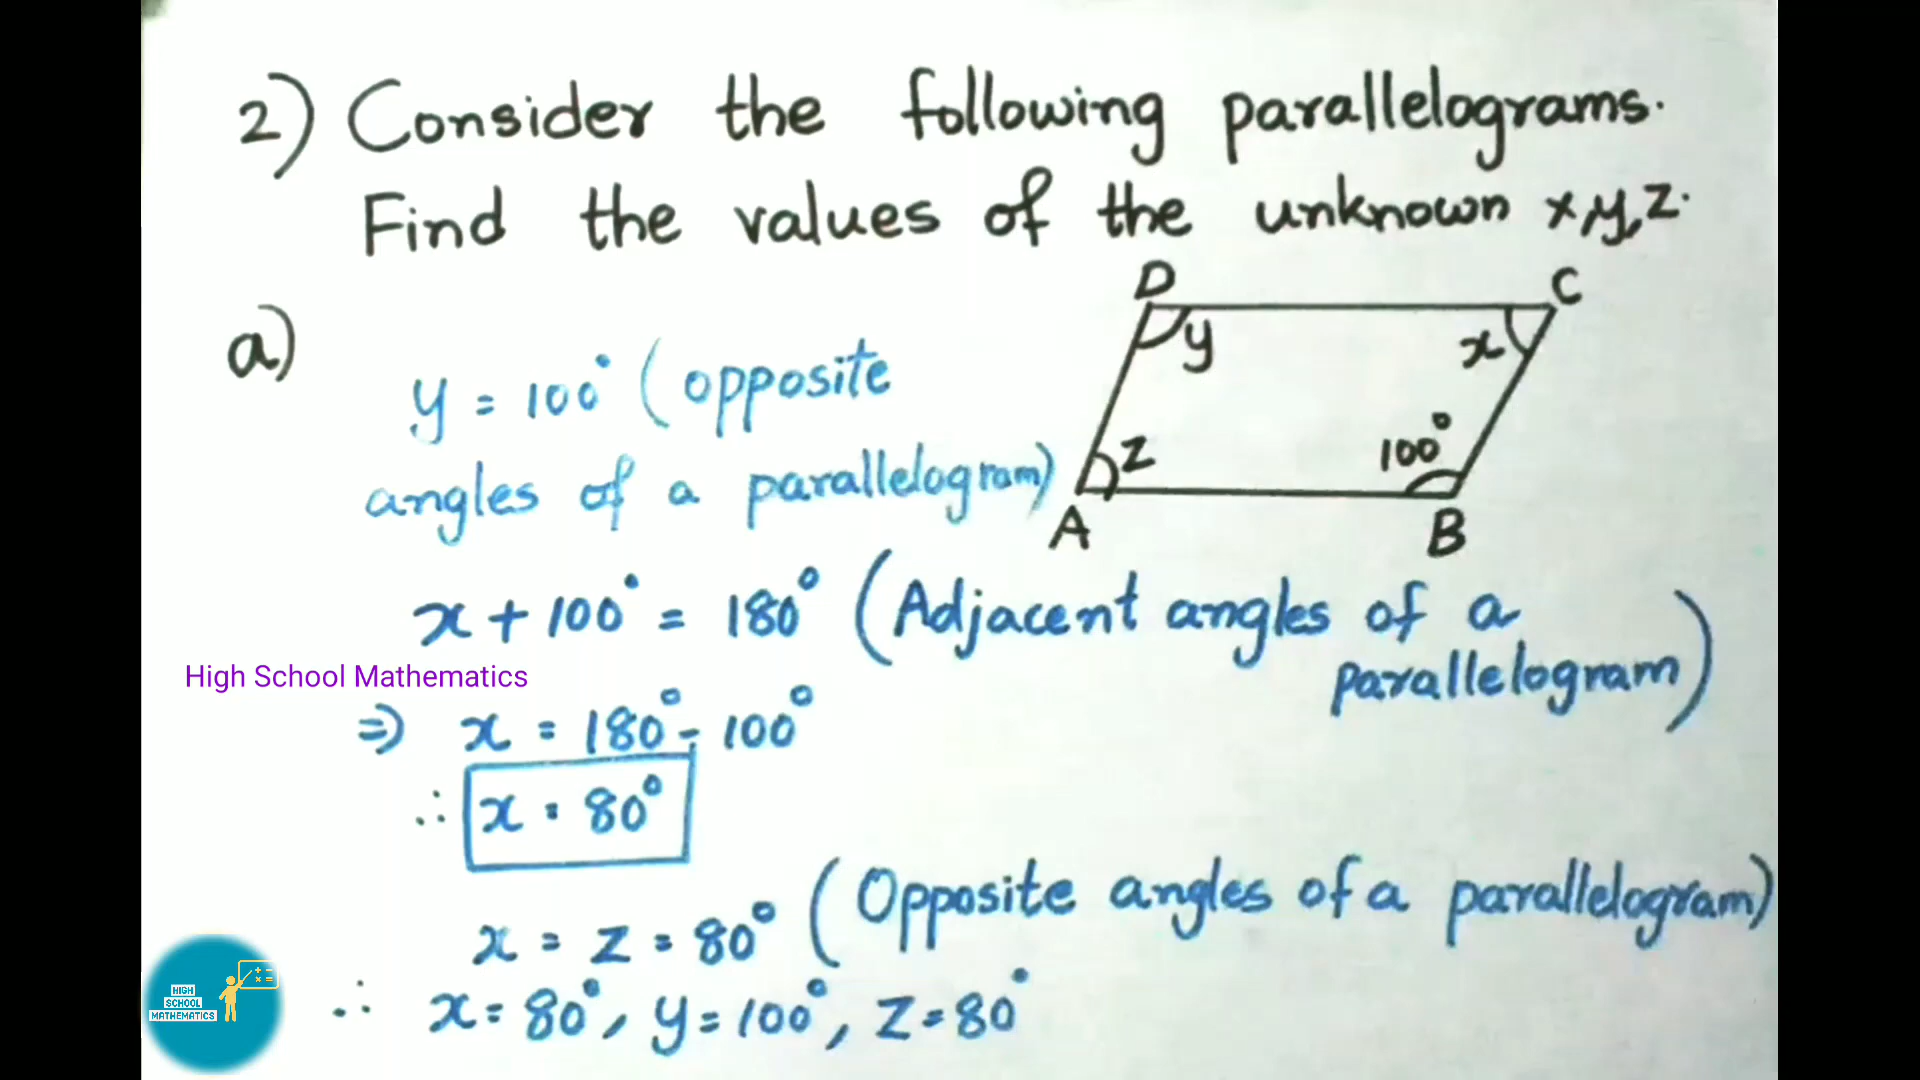 2) Consider the following parallelograms.
Find the values of the unknown x,y,z.
a)
D
C
y
x
z
100°
A
B
y = 100° (opposite
angles of a parallelogram)
x + 100° = 180° (Adjacent angles of a
parallelogram)
High School Mathematics
⇒ x = 180° - 100°
∴ x = 80°
x = z = 80° (Opposite angles of a parallelogram)
∴ x = 80°, y = 100°, z = 80°
HIGH
SCHOOL
MATHEMATICS